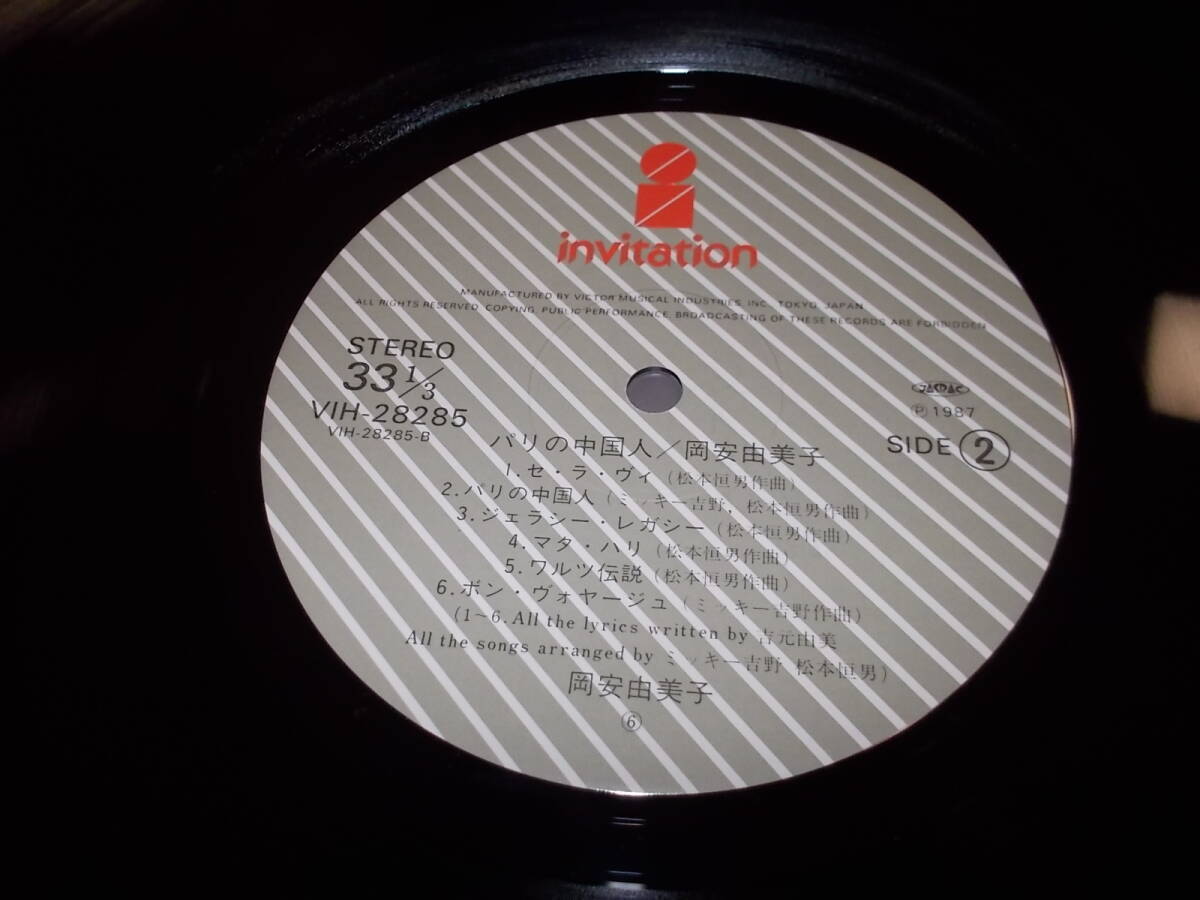 invitation
MANUFACTURED BY VICTOR MUSICAL INDUSTRIES, INC. TOKYO, JAPAN
ALL RIGHTS RESERVED. COPYING, PUBLIC PERFORMANCE, BROADCASTING OF THESE RECORDS ARE FORBIDDEN
STEREO
33 1/3
VIH-28285
VIH-28285-B
JASRAC
Ⓟ 1987
SIDE ②
パリの中国人/岡安由美子
1. セ・ラ・ヴィ (松本恒男作曲)
2. パリの中国人 (ミッキー吉野, 松本恒男作曲)
3. ジェラシー・レガシー (松本恒男作曲)
4. マタ・ハリ (松本恒男作曲)
5. ワルツ伝説 (松本恒男作曲)
6. ボン・ヴォヤージュ (ミッキー吉野作曲)
(1~6. All the lyrics written by 吉元由美
All the songs arranged by ミッキー吉野 松本恒男)
岡安由美子
⑥